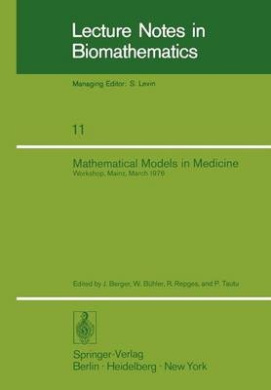 Lecture Notes in
Biomathematics
Managing Editor: S. Levin
11
Mathematical Models in Medicine
Workshop, Mainz, March 1976
Edited by J. Berger, W. Bühler, R. Repges, and P. Tautu
Springer-Verlag
Berlin · Heidelberg · New York